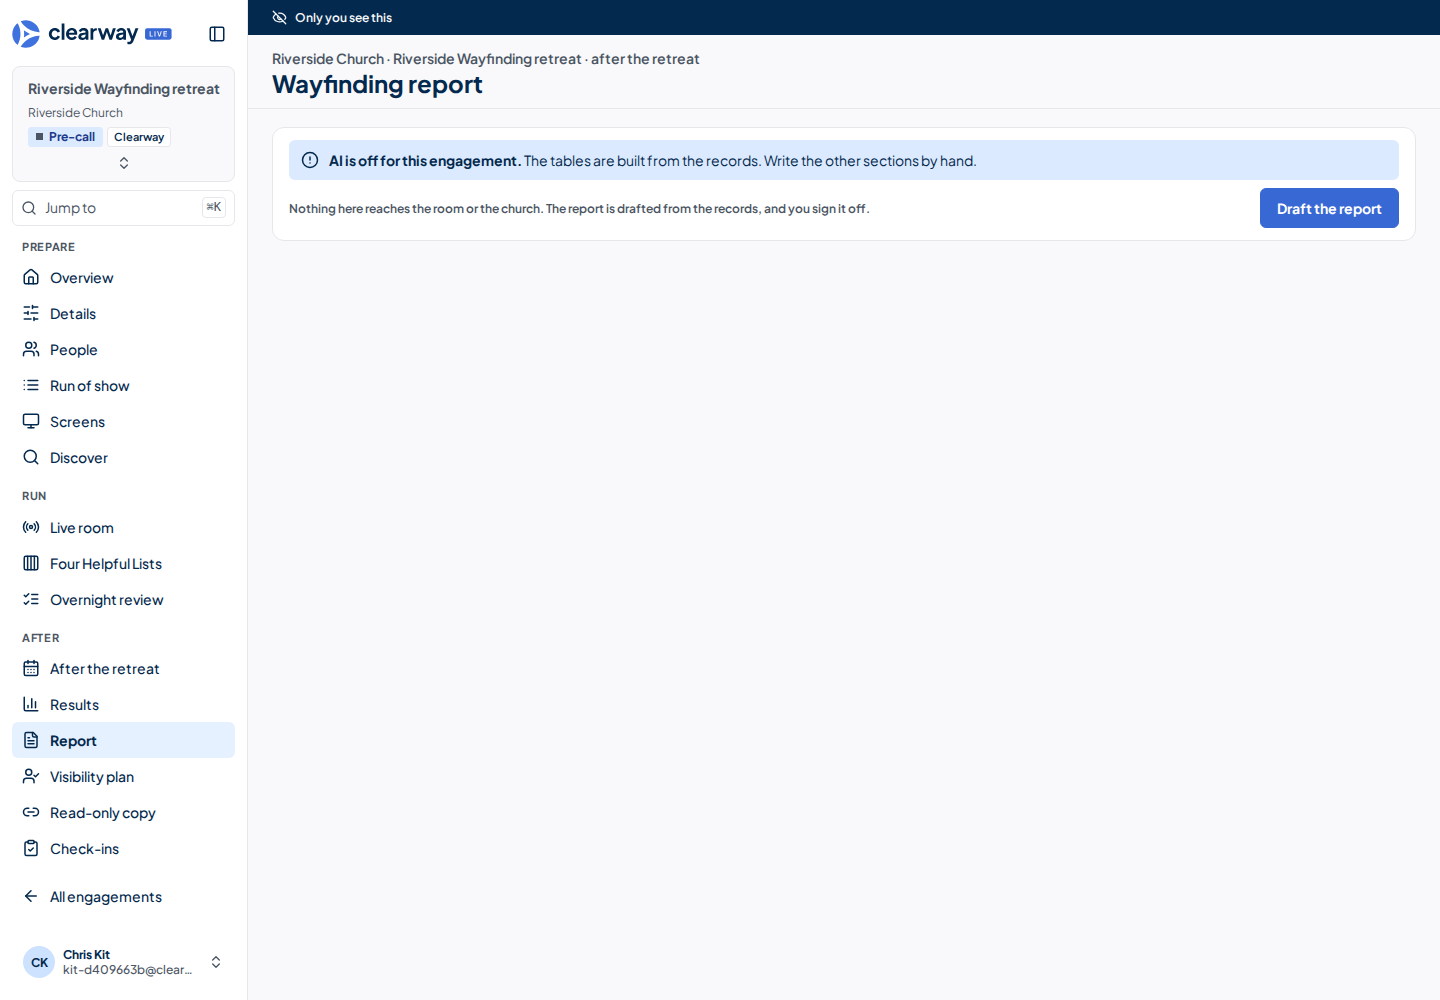 clearway LIVE
Riverside Wayfinding retreat
Riverside Church
Pre-call Clearway
Jump to ⌘K
PREPARE
Overview
Details
People
Run of show
Screens
Discover
RUN
Live room
Four Helpful Lists
Overnight review
AFTER
After the retreat
Results
Report
Visibility plan
Read-only copy
Check-ins
All engagements
CK Chris Kit
kit-d409663b@clear...
Only you see this
Riverside Church · Riverside Wayfinding retreat · after the retreat
Wayfinding report
AI is off for this engagement. The tables are built from the records. Write the other sections by hand.
Nothing here reaches the room or the church. The report is drafted from the records, and you sign it off.
Draft the report